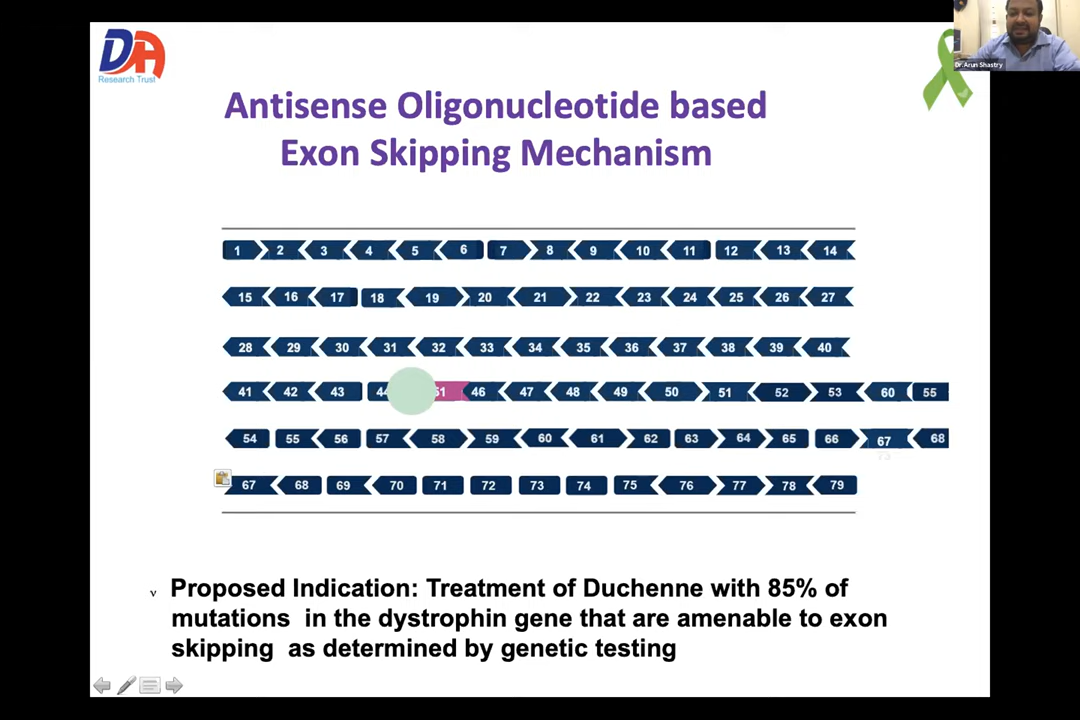 DA
Research Trust
Dr.Arun Shastry
Antisense Oligonucleotide based
Exon Skipping Mechanism
1 2 3 4 5 6 7 8 9 10 11 12 13 14
15 16 17 18 19 20 21 22 23 24 25 26 27
28 29 30 31 32 33 34 35 36 37 38 39 40
41 42 43 44 51 46 47 48 49 50 51 52 53 60 55
54 55 56 57 58 59 60 61 62 63 64 65 66 67 68
67 68 69 70 71 72 73 74 75 76 77 78 79
v Proposed Indication: Treatment of Duchenne with 85% of
mutations in the dystrophin gene that are amenable to exon
skipping as determined by genetic testing